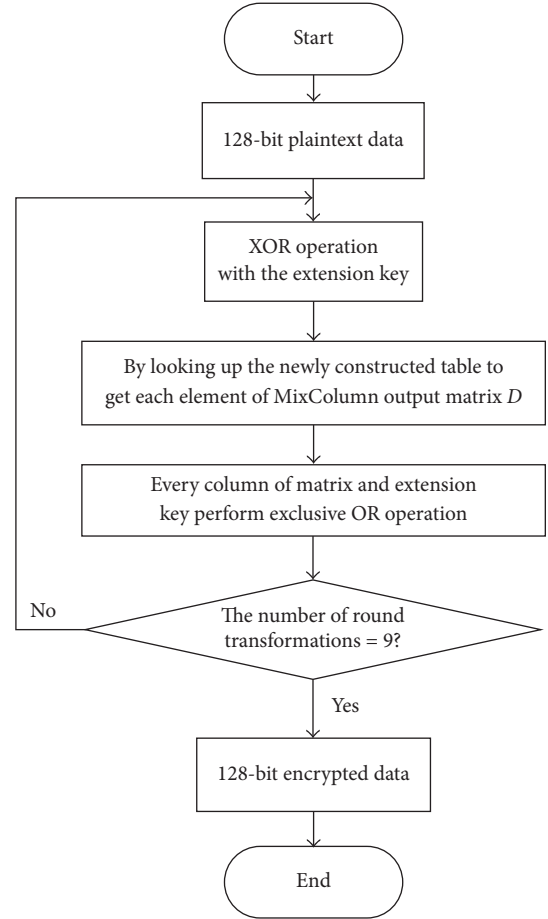 Start
128-bit plaintext data
XOR operation
with the extension key
By looking up the newly constructed table to
get each element of MixColumn output matrix D
Every column of matrix and extension
key perform exclusive OR operation
No
The number of round
transformations = 9?
Yes
128-bit encrypted data
End